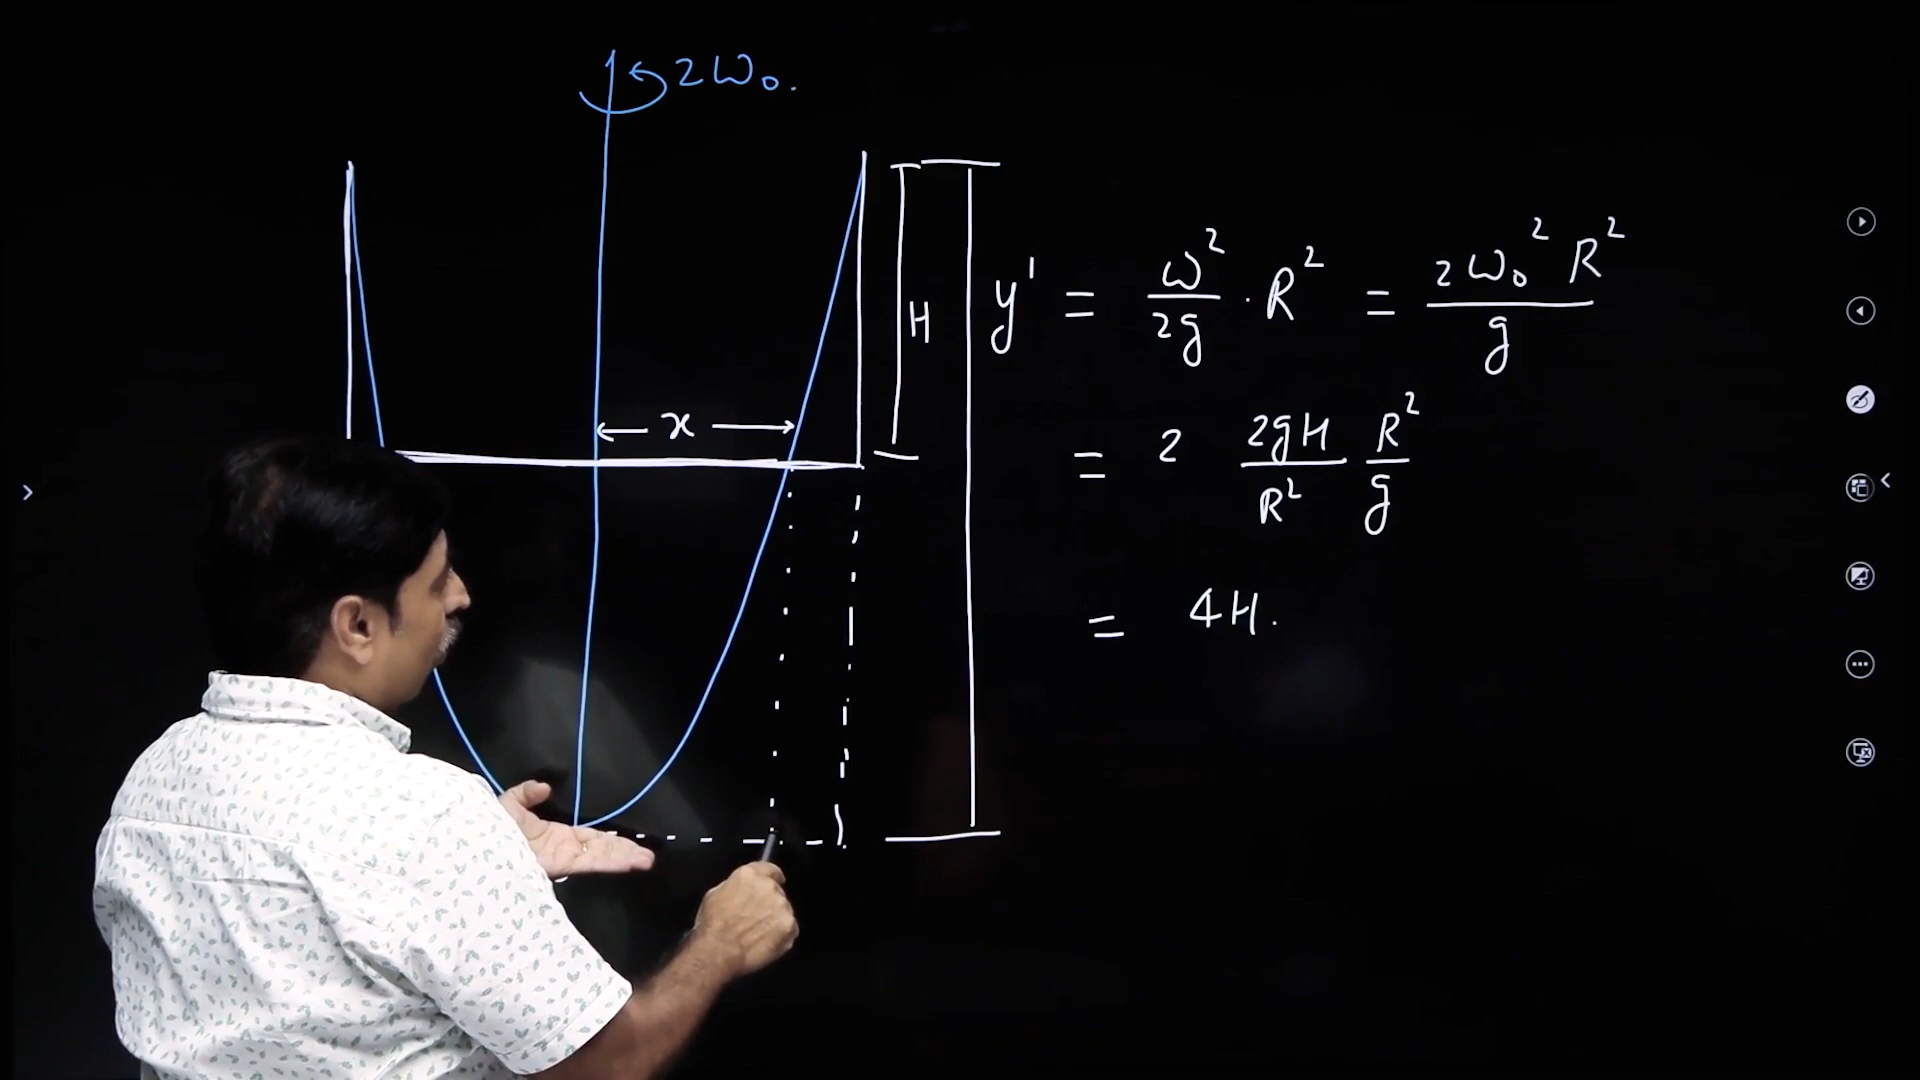 2ω₀.
H
x
y' = ω²/2g · R² = 2ω₀² R²/g
= 2 2gH/R² R²/g
= 4H.